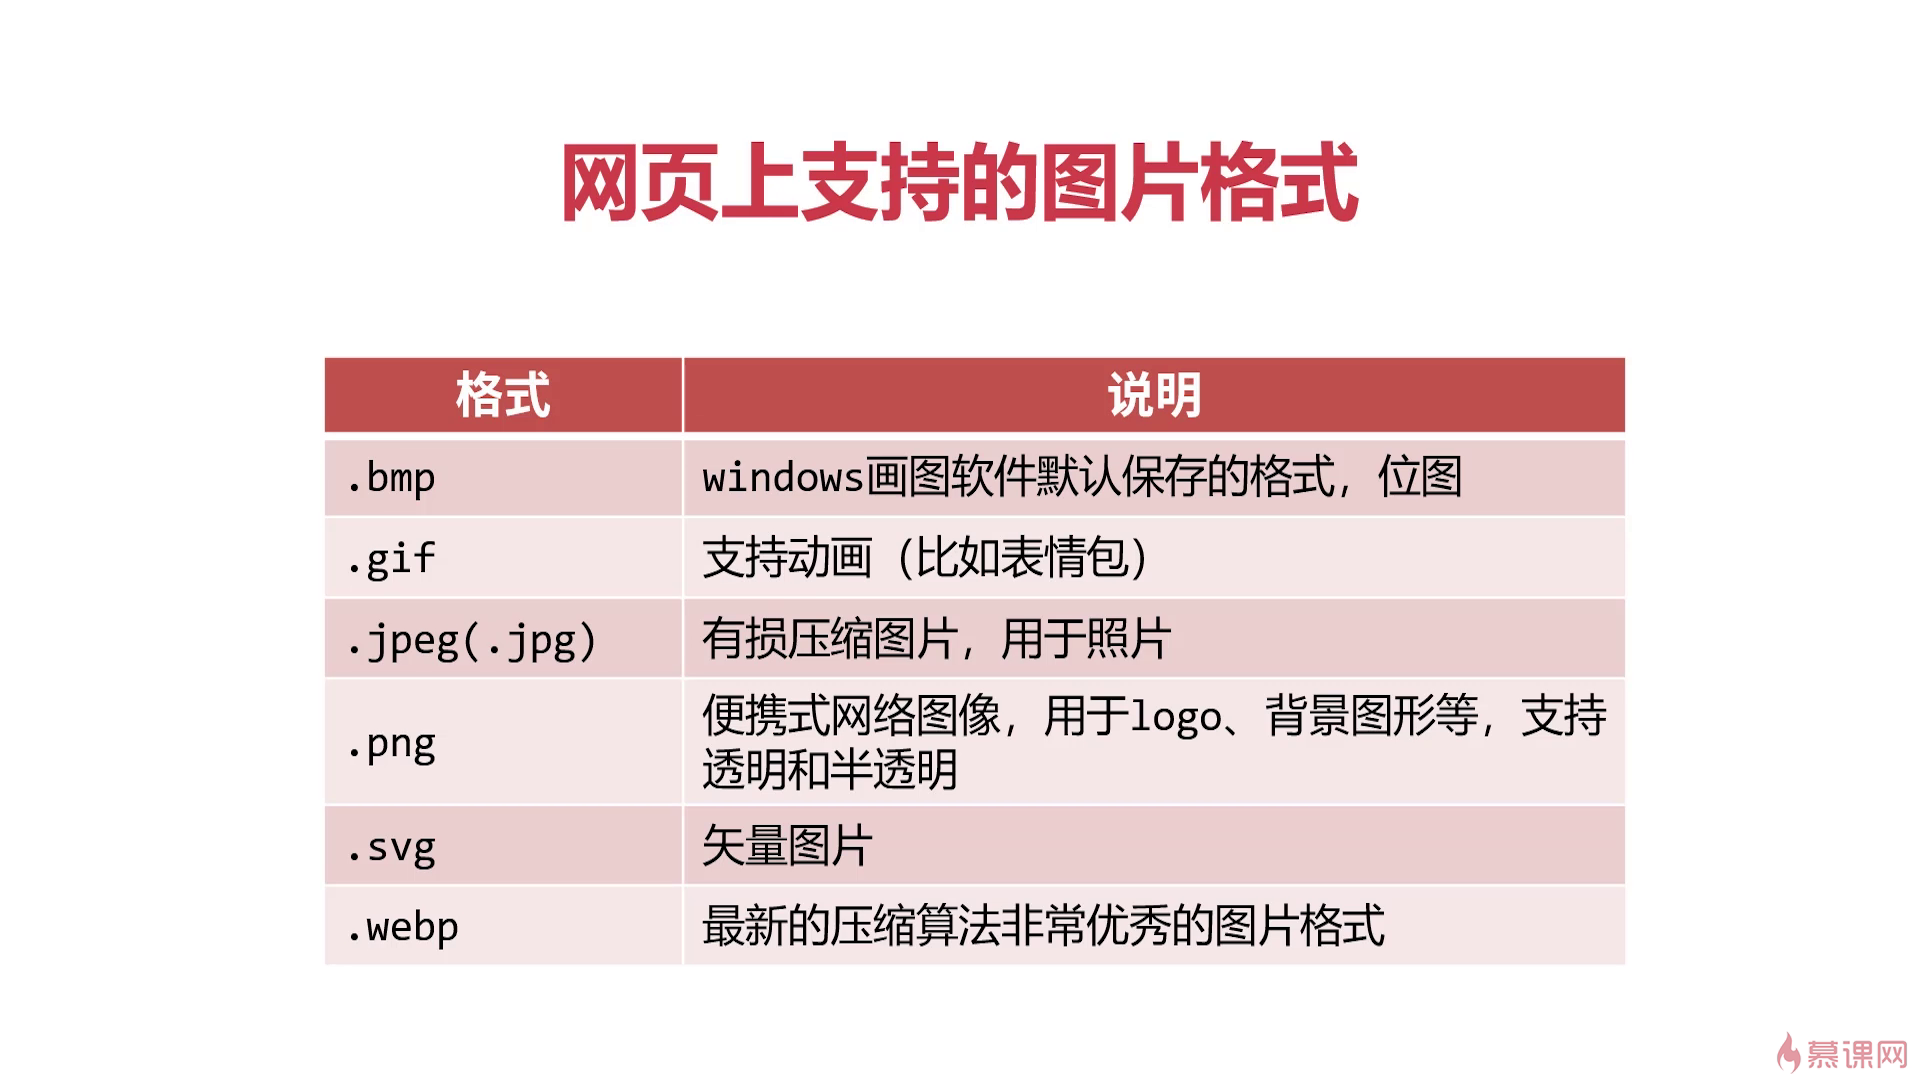 网页上支持的图片格式
格式 说明
.bmp windows画图软件默认保存的格式，位图
.gif 支持动画（比如表情包）
.jpeg(.jpg) 有损压缩图片，用于照片
.png 便携式网络图像，用于logo、背景图形等，支持
透明和半透明
.svg 矢量图片
.webp 最新的压缩算法非常优秀的图片格式
慕课网